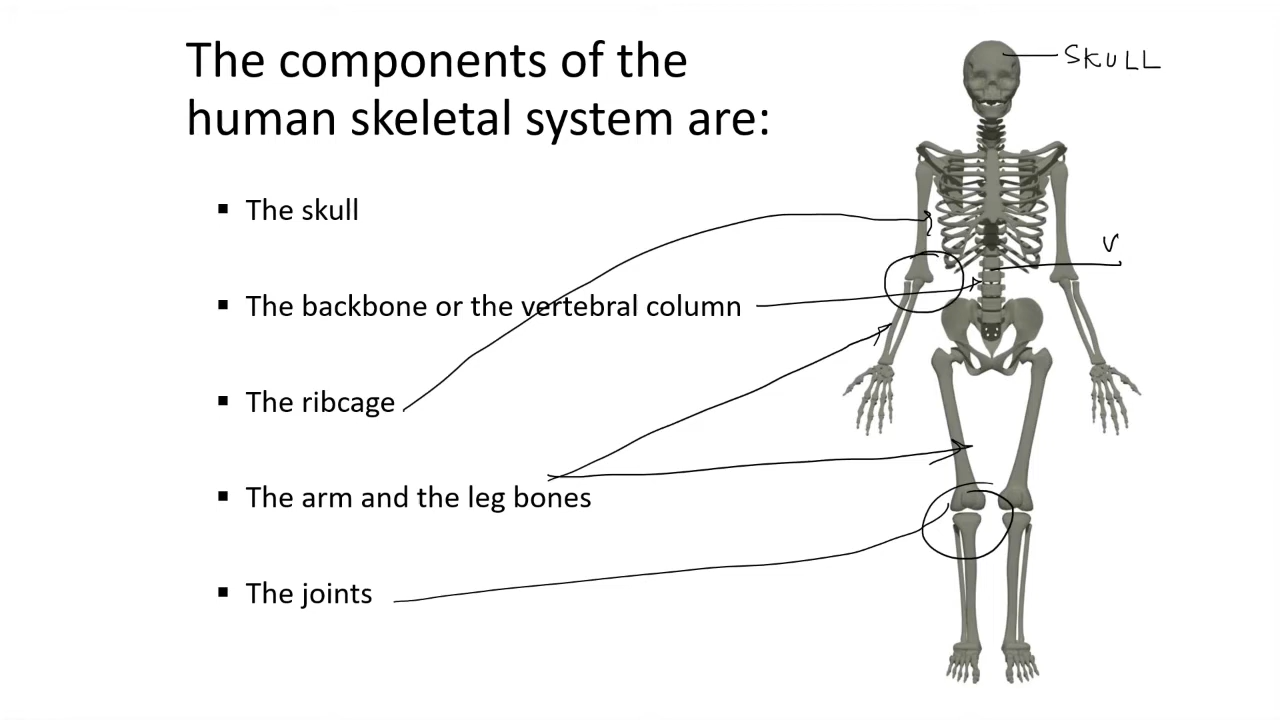 The components of the
human skeletal system are:
SKULL
▪ The skull
V
▪ The backbone or the vertebral column
▪ The ribcage
▪ The arm and the leg bones
▪ The joints